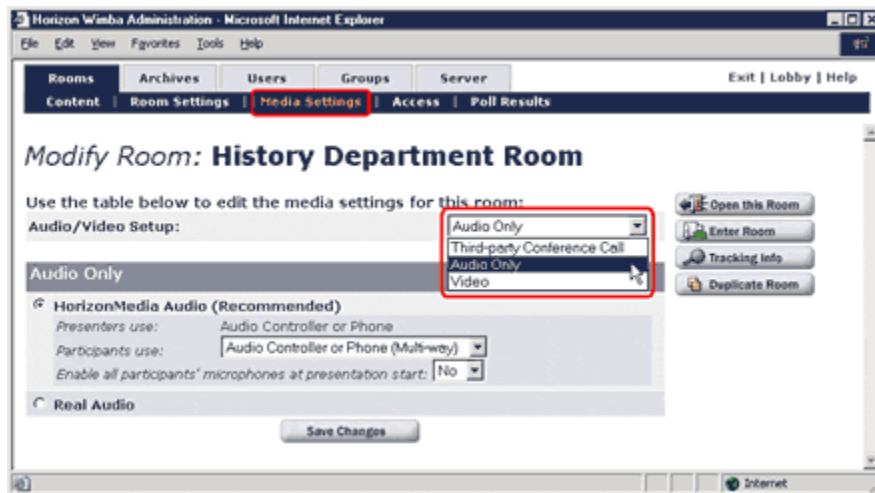 Horizon Wimba Administration - Microsoft Internet Explorer
File Edit View Favorites Tools Help
Rooms Archives Users Groups Server Exit | Lobby | Help
Content | Room Settings | Media Settings | Access | Poll Results
Modify Room: History Department Room
Use the table below to edit the media settings for this room:
Audio/Video Setup: Audio Only
Third-party Conference Call
Audio Only
Video
Open this Room
Enter Room
Tracking Info
Duplicate Room
Audio Only
HorizonMedia Audio (Recommended)
Presenters use: Audio Controller or Phone
Participants use: Audio Controller or Phone (Multi-way)
Enable all participants' microphones at presentation start: No
Real Audio
Save Changes
Internet